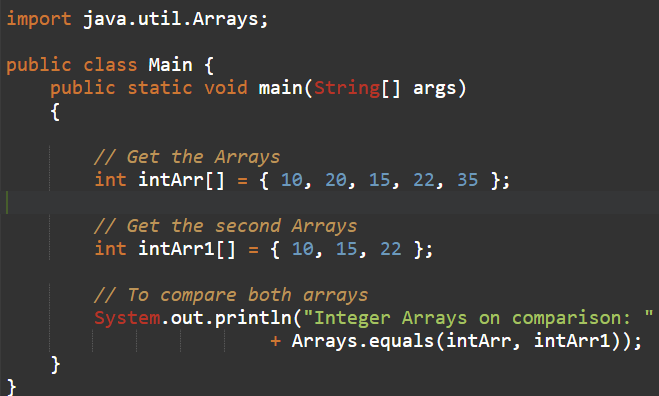 import java.util.Arrays;
public class Main {
public static void main(String[] args)
{
// Get the Arrays
int intArr[] = { 10, 20, 15, 22, 35 };
// Get the second Arrays
int intArr1[] = { 10, 15, 22 };
// To compare both arrays
System.out.println("Integer Arrays on comparison: "
+ Arrays.equals(intArr, intArr1));
}
}